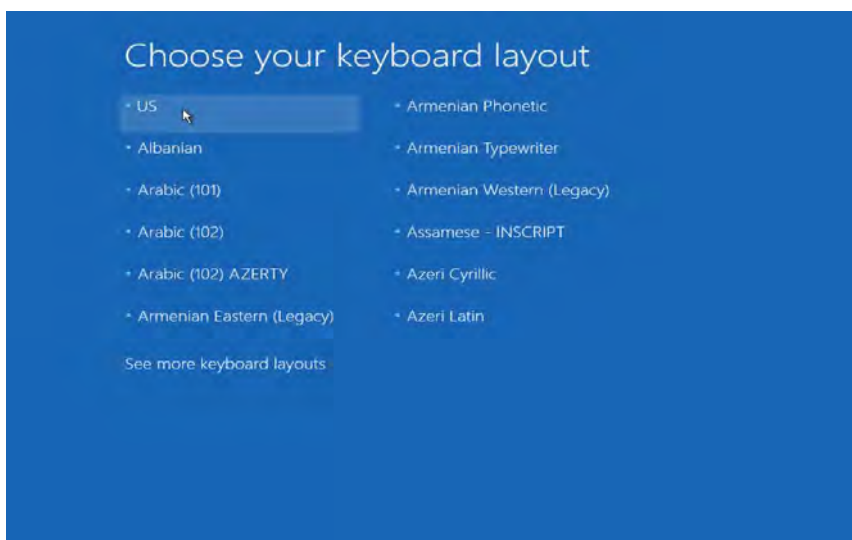 Choose your keyboard layout
US
Albanian
Arabic (101)
Arabic (102)
Arabic (102) AZERTY
Armenian Eastern (Legacy)
See more keyboard layouts
Armenian Phonetic
Armenian Typewriter
Armenian Western (Legacy)
Assamese - INSCRIPT
Azeri Cyrillic
Azeri Latin